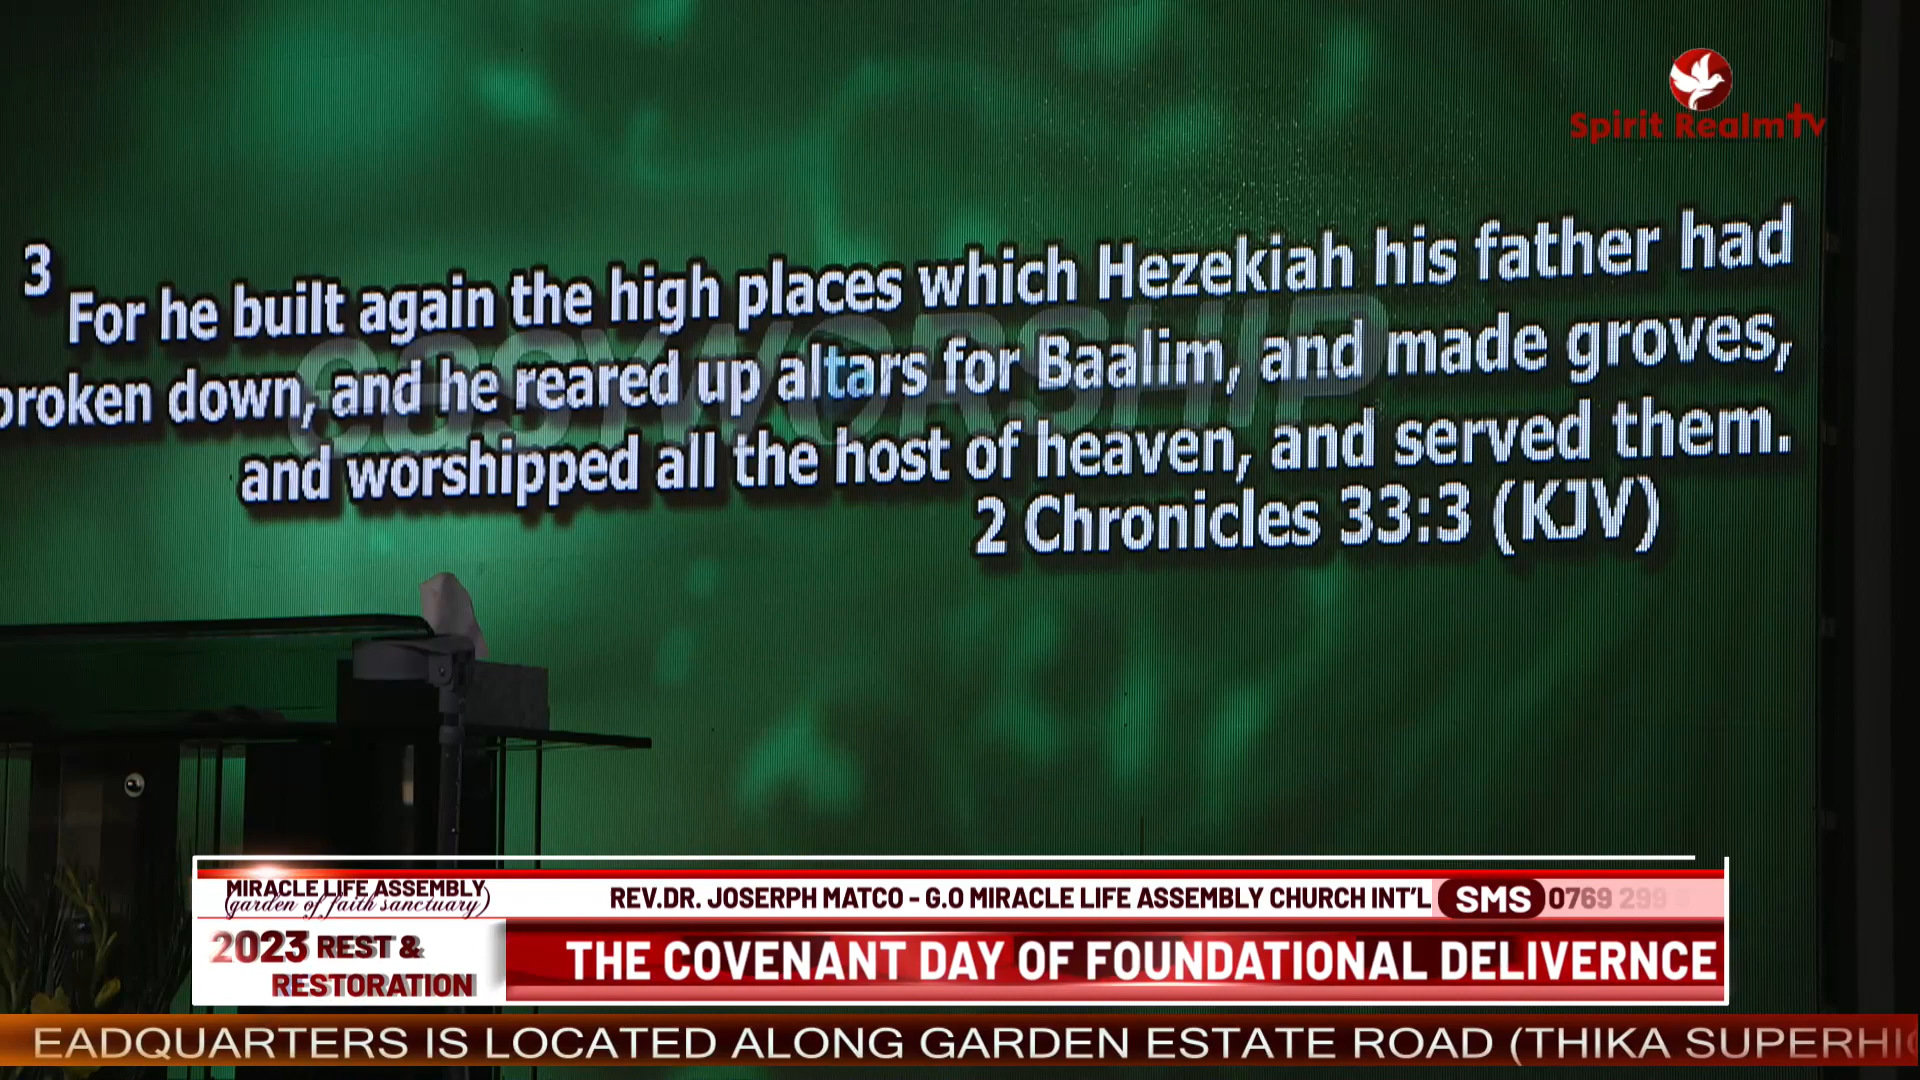 Spirit Realm tv
3 For he built again the high places which Hezekiah his father had
broken down, and he reared up altars for Baalim, and made groves,
and worshipped all the host of heaven, and served them.
2 Chronicles 33:3 (KJV)
easyworship
MIRACLE LIFE ASSEMBLY
(garden of faith sanctuary)
REV.DR. JOSERPH MATCO - G.O MIRACLE LIFE ASSEMBLY CHURCH INT'L SMS 0769 299
2023 REST &
RESTORATION
THE COVENANT DAY OF FOUNDATIONAL DELIVERNCE
EADQUARTERS IS LOCATED ALONG GARDEN ESTATE ROAD (THIKA SUPERHI